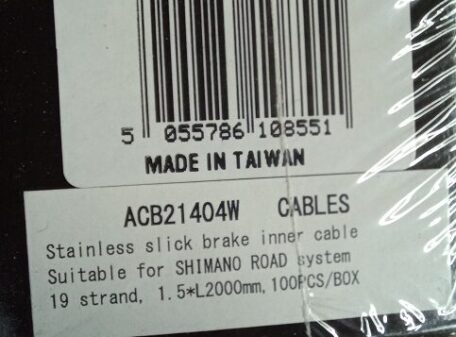 5 055786 108551
MADE IN TAIWAN
ACB21404W CABLES
Stainless slick brake inner cable
Suitable for SHIMANO ROAD system
19 strand, 1.5*L2000mm, 100PCS/BOX